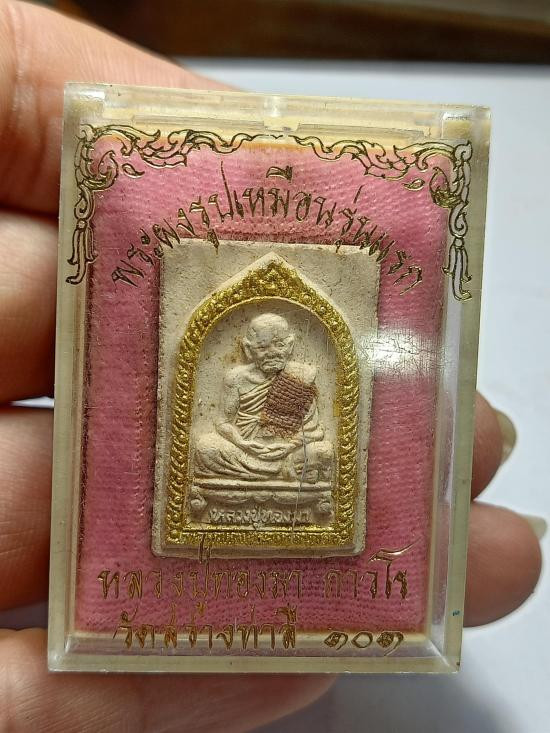 พระผงรูปเหมือนรุ่นแรก
หลวงปู่ทองมา
หลวงปู่ทองมา ถาวโร
วัดสว่างท่าสี ๑๐๑